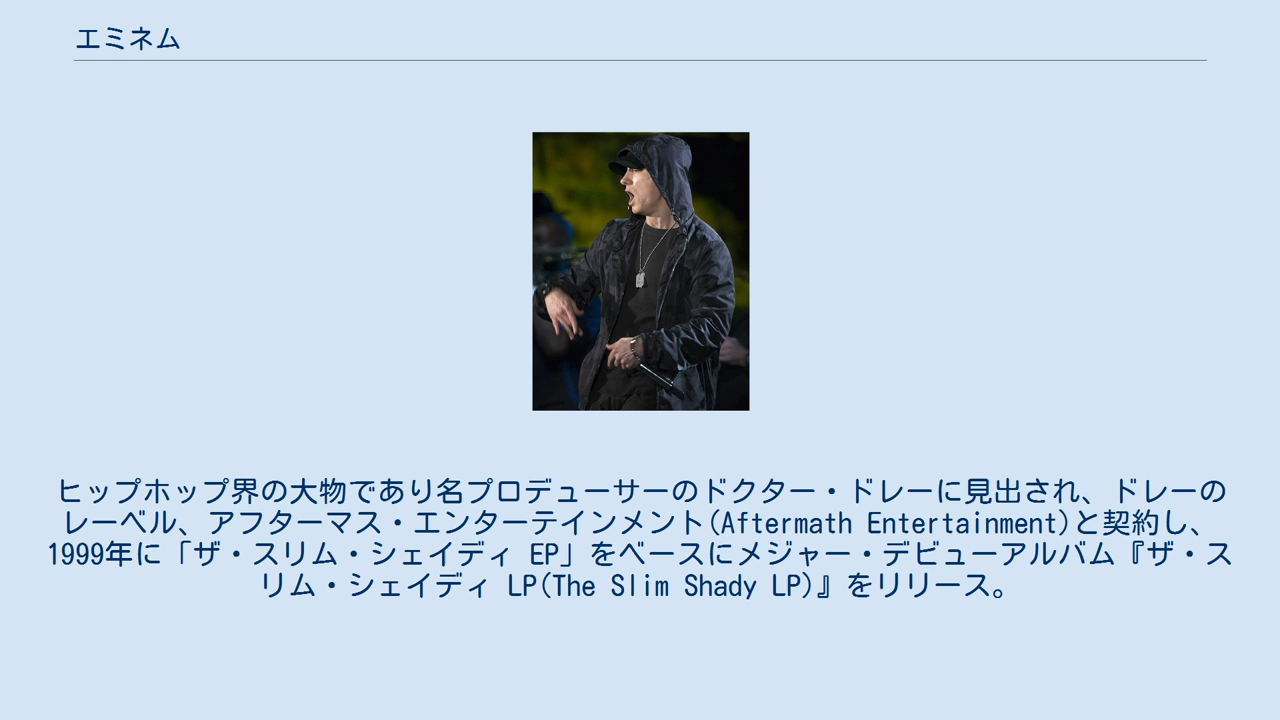 エミネム
ヒップホップ界の大物であり名プロデューサーのドクター・ドレーに見出され、ドレーの
レーベル、アフターマス・エンターテインメント(Aftermath Entertainment)と契約し、
1999年に「ザ・スリム・シェイディ EP」をベースにメジャー・デビューアルバム『ザ・ス
リム・シェイディ LP(The Slim Shady LP)』をリリース。